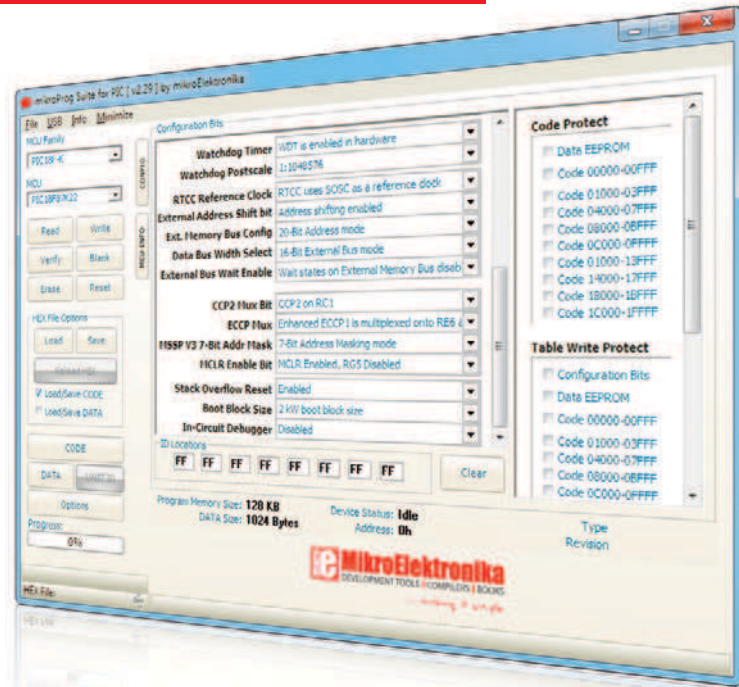 mikroProg Suite for PIC [ v2.29 ] by mikroElektronika
File USB Info Minimize
MCU Family
PIC18F-K
MCU
PIC18F87K22
Read Write
Verify Blank
Erase Reset
HEX File Options
Load Save
Load/Save CODE
Load/Save DATA
CODE
DATA
Options
Progress:
0%
HEX File:
CONFIG.
MCU INFO.
Configuration Bits
Watchdog Timer WDT is enabled in hardware
Watchdog Postscale 1:1048576
RTCC Reference Clock RTCC uses SOSC as a reference clock
External Address Shift bit Address shifting enabled
Ext. Memory Bus Config 20-Bit Address mode
Data Bus Width Select 16-Bit External Bus mode
External Bus Wait Enable Wait states on External Memory Bus disab
CCP2 Mux Bit CCP2 on RC1
ECCP Mux Enhanced ECCP1 is multiplexed onto RE6
MSSP V3 7-Bit Addr Mask 7-Bit Address Masking mode
MCLR Enable Bit MCLR Enabled, RG5 Disabled
Stack Overflow Reset Enabled
Boot Block Size 2 kW boot block size
In-Circuit Debugger Disabled
ID Locations
FF FF FF FF FF FF FF FF
Clear
Program Memory Size: 128 KB
DATA Size: 1024 Bytes
Device Status: Idle
Address: 0h
Type
Revision
MikroElektronika
DEVELOPMENT TOOLS | COMPILERS | BOOKS
making it simple
Code Protect
Data EEPROM
Code 00000-00FFF
Code 01000-03FFF
Code 04000-07FFF
Code 08000-0BFFF
Code 0C000-0FFFF
Code 01000-13FFF
Code 14000-17FFF
Code 18000-1BFFF
Code 1C000-1FFFF
Table Write Protect
Configuration Bits
Data EEPROM
Code 00000-00FFF
Code 01000-03FFF
Code 04000-07FFF
Code 08000-0BFFF
Code 0C000-0FFFF